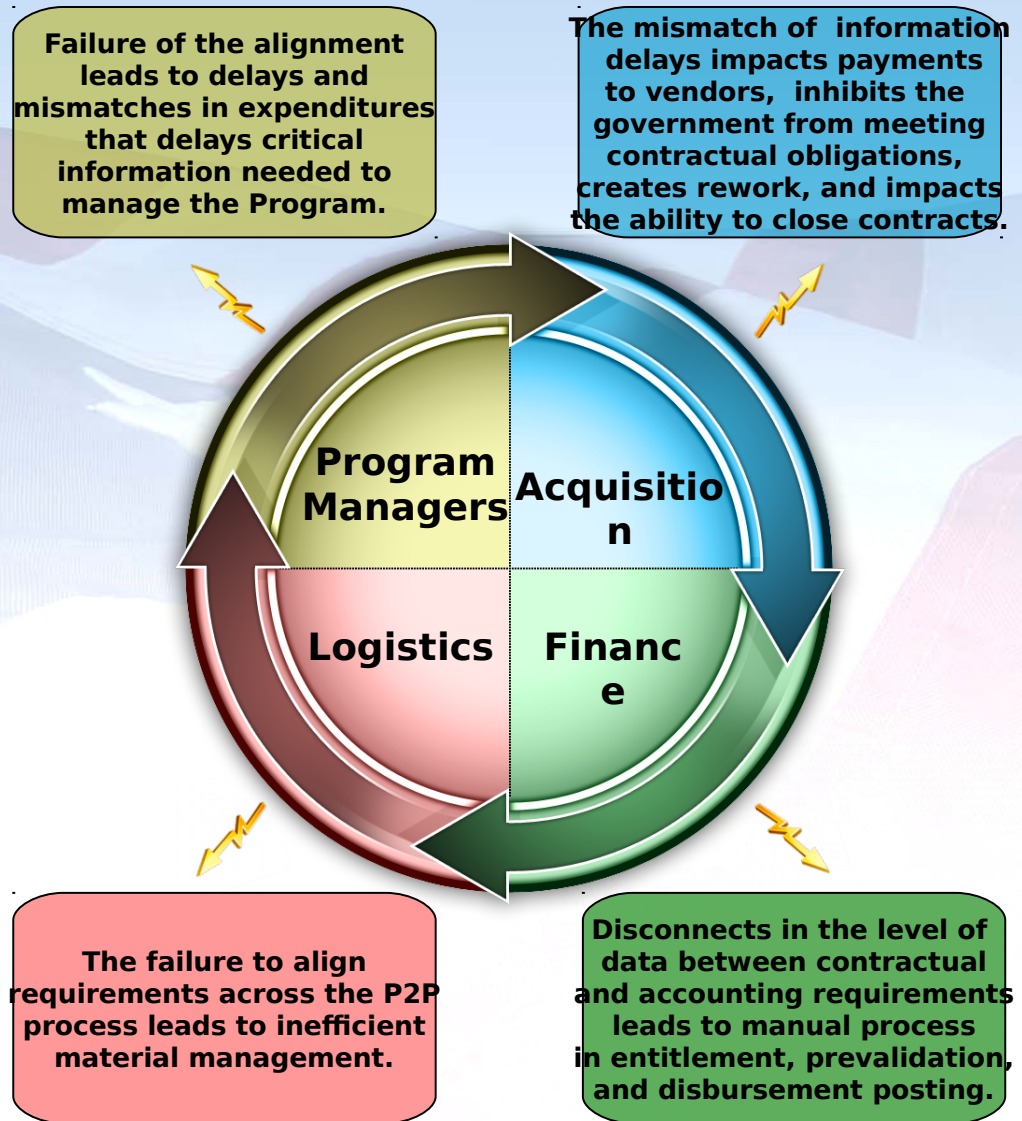 Failure of the alignment
leads to delays and
mismatches in expenditures
that delays critical
information needed to
manage the Program.
The mismatch of  information
delays impacts payments
to vendors,  inhibits the
government from meeting
contractual obligations,
creates rework, and impacts
the ability to close contracts.
Program
Managers
Acquisitio
n
Logistics
Financ
e
The failure to align
requirements across the P2P
process leads to inefficient
material management.
Disconnects in the level of
data between contractual
and accounting requirements
leads to manual process
in entitlement, prevalidation,
and disbursement posting.